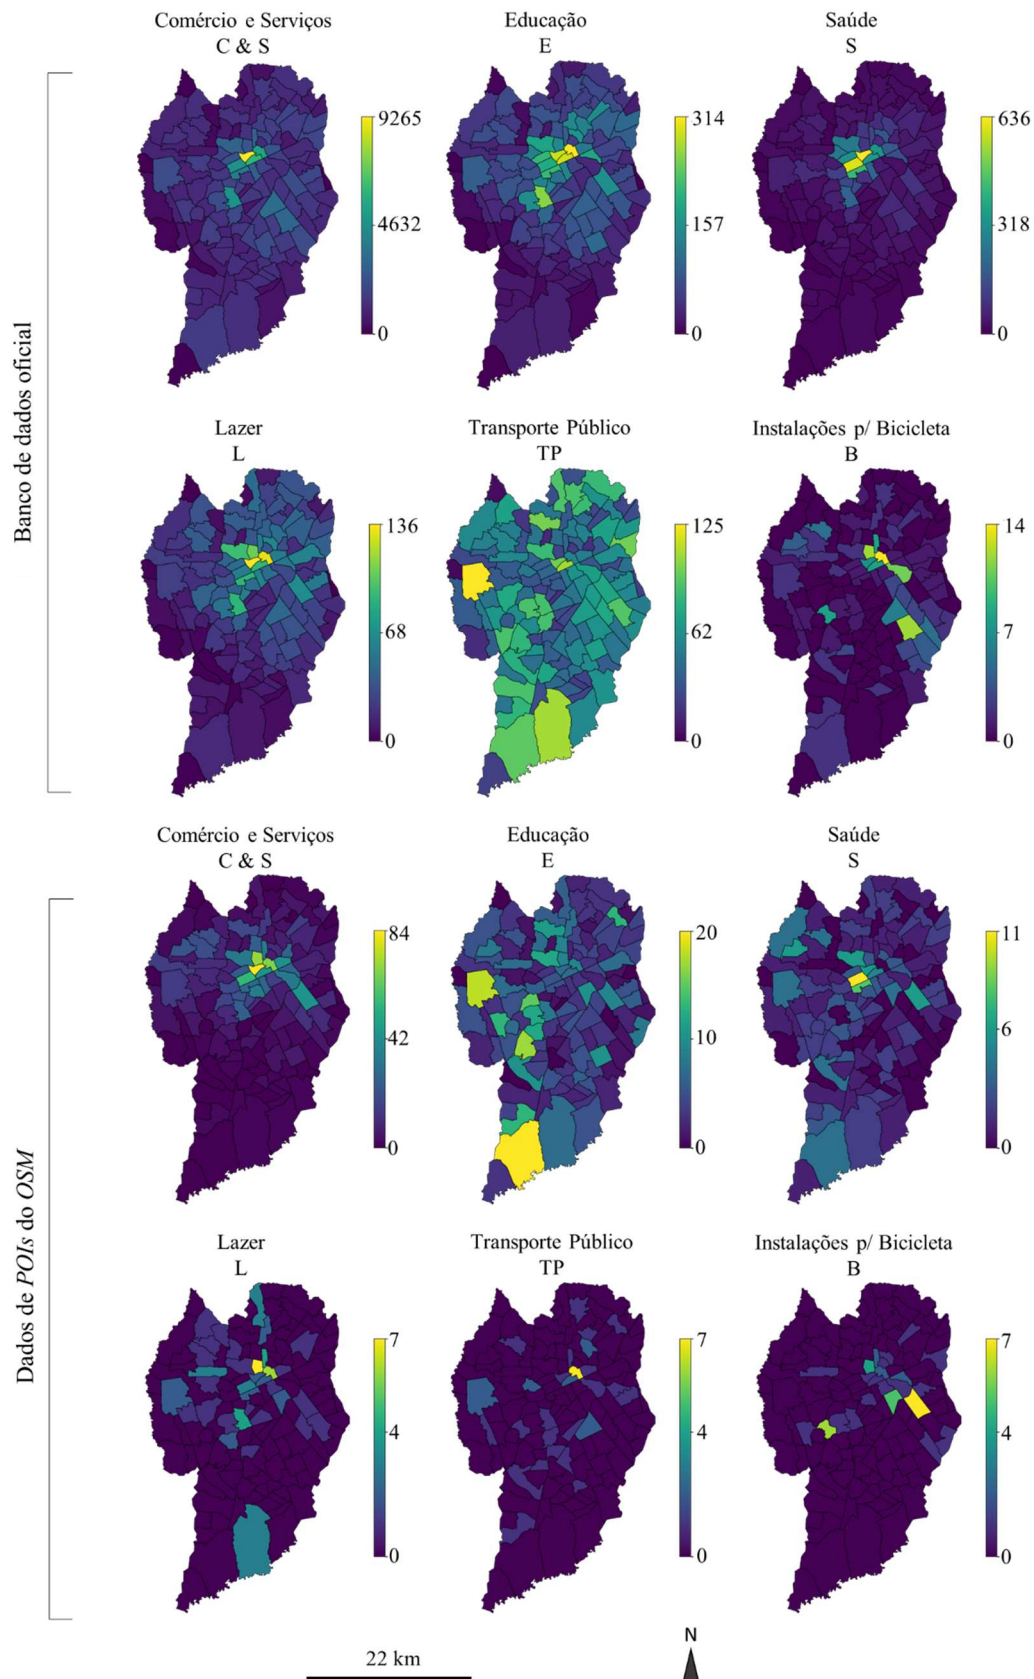 Comércio e Serviços
C & S
Educação
E
Saúde
S
9265
4632
0
314
157
0
636
318
0
Banco de dados oficial
Lazer
L
Transporte Público
TP
Instalações p/ Bicicleta
B
136
68
0
125
62
0
14
7
0
Comércio e Serviços
C & S
Educação
E
Saúde
S
84
42
0
20
10
0
11
6
0
Dados de POIs do OSM
Lazer
L
Transporte Público
TP
Instalações p/ Bicicleta
B
7
4
0
7
4
0
7
4
0
22 km
N